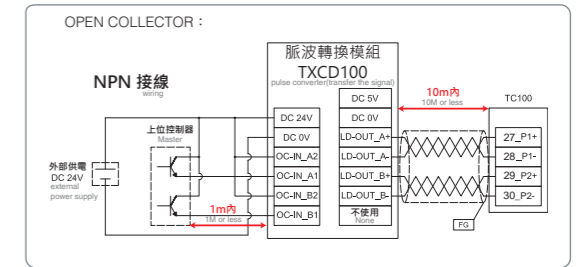 OPEN COLLECTOR：
NPN 接線
wiring
脈波轉換模組
TXCD100
pulse converter(transfer the signal)
上位控制器
Master
外部供電
DC 24V
external
power supply
1m內
1M or less
DC 24V
DC 0V
OC-IN_A2
OC-IN_A1
OC-IN_B2
OC-IN_B1
DC 5V
DC 0V
LD-OUT_A+
LD-OUT_A-
LD-OUT_B+
LD-OUT_B-
不使用
None
10m內
10M or less
TC100
27_P1+
28_P1-
29_P2+
30_P2-
FG